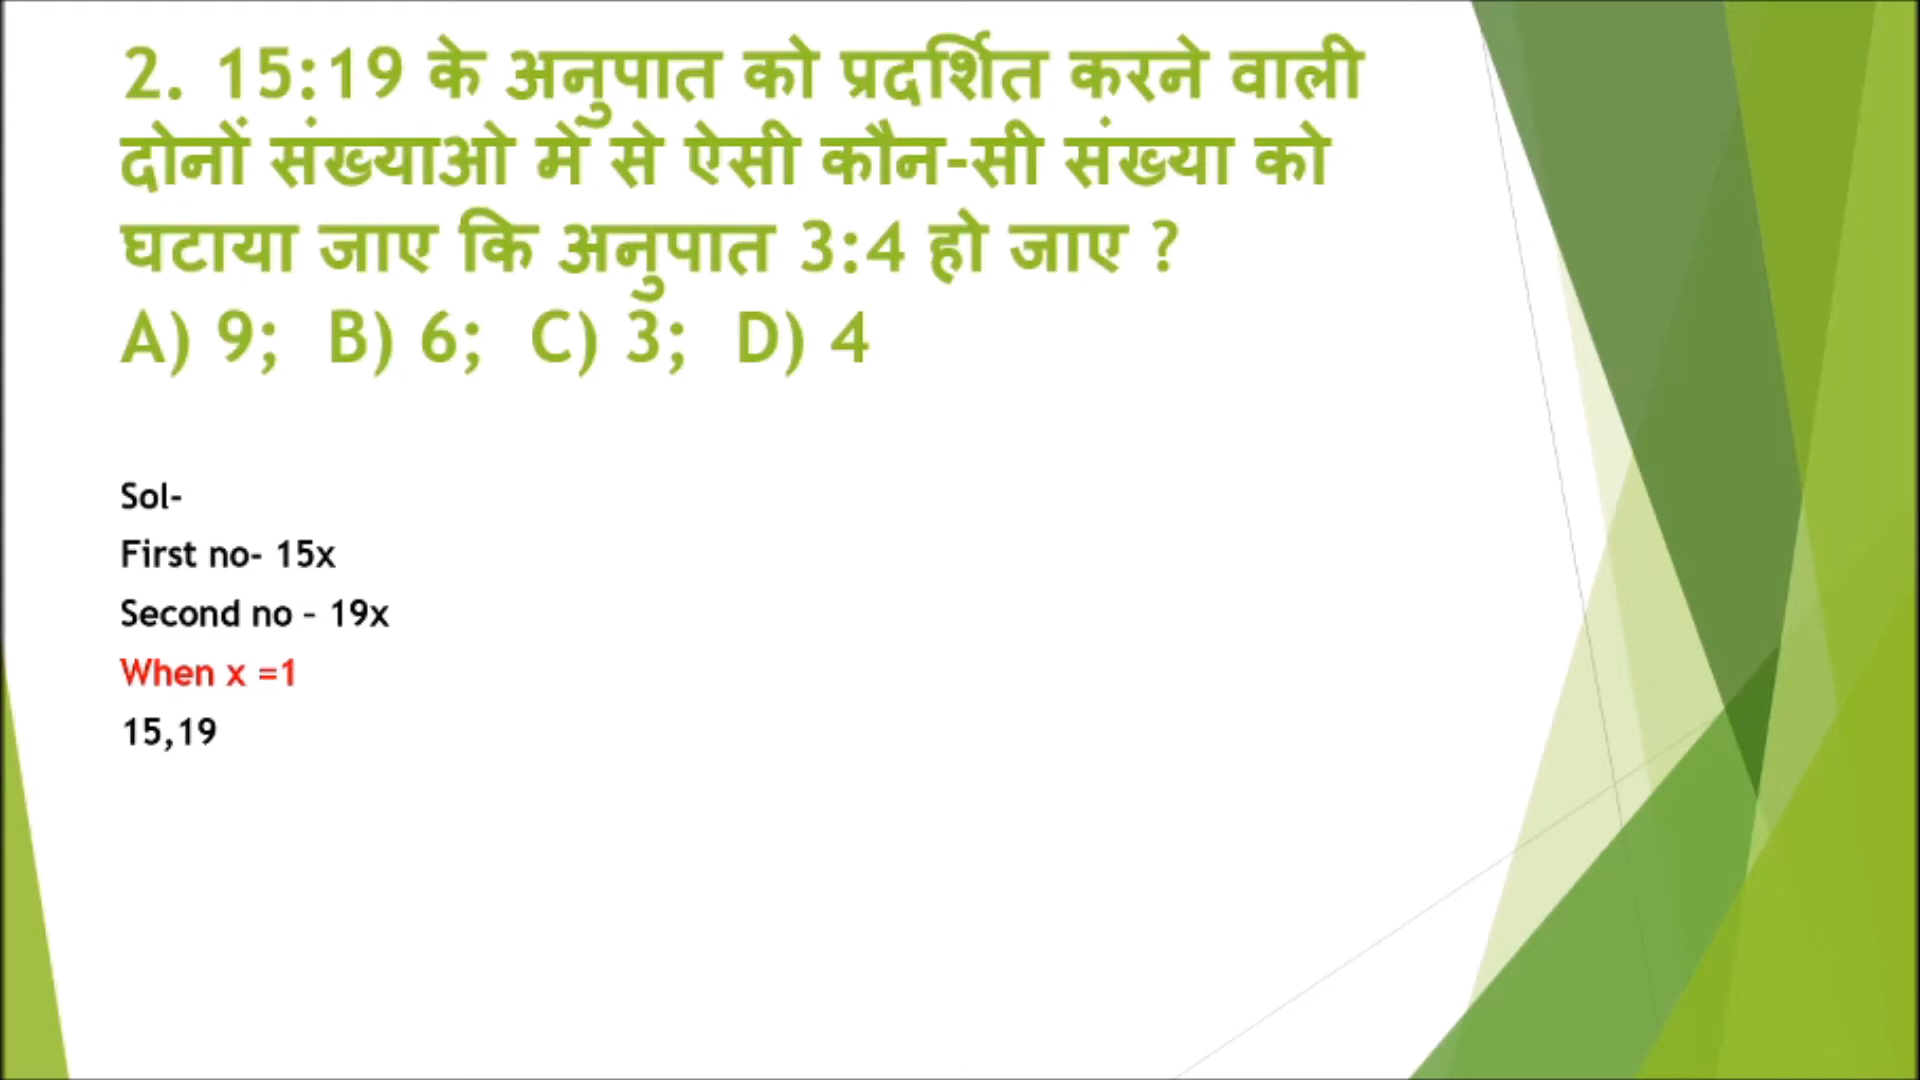 2. 15:19 के अनुपात को प्रदर्शित करने वाली
दोनों संख्याओ में से ऐसी कौन-सी संख्या को
घटाया जाए कि अनुपात 3:4 हो जाए ?
A) 9; B) 6; C) 3; D) 4
Sol-
First no- 15x
Second no – 19x
When x =1
15,19